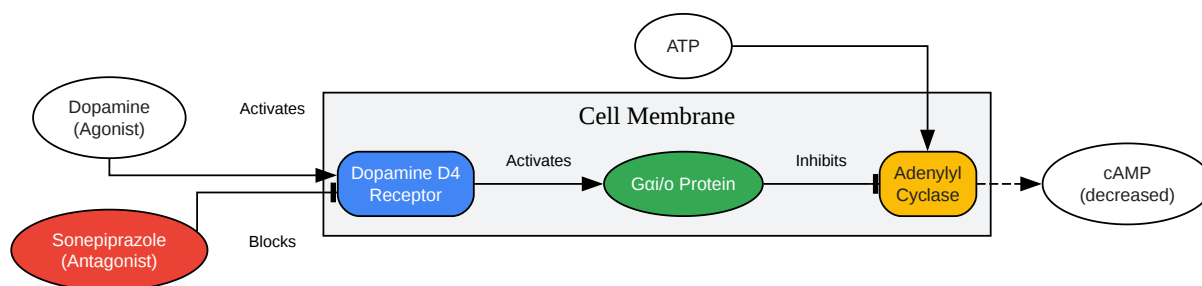 ATP
Dopamine
(Agonist)
Activates
Cell Membrane
Dopamine D4
Receptor
Activates
Gαi/o Protein
Inhibits
Adenylyl
Cyclase
cAMP
(decreased)
Sonepiprazole
(Antagonist)
Blocks